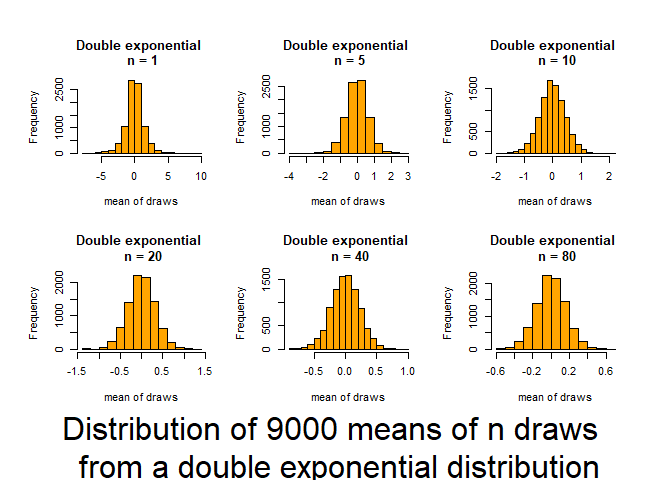 Double exponential
n = 1
Frequency
0 1000 2500
-5 0 5 10
mean of draws
Double exponential
n = 5
Frequency
0 1000 2500
-4 -2 -1 0 1 2 3
mean of draws
Double exponential
n = 10
Frequency
0 500 1500
-2 -1 0 1 2
mean of draws
Double exponential
n = 20
Frequency
0 1000 2000
-1.5 -0.5 0.5 1.5
mean of draws
Double exponential
n = 40
Frequency
0 500 1500
-0.5 0.0 0.5 1.0
mean of draws
Double exponential
n = 80
Frequency
0 1000 2000
-0.6 -0.2 0.2 0.6
mean of draws
Distribution of 9000 means of n draws
from a double exponential distribution